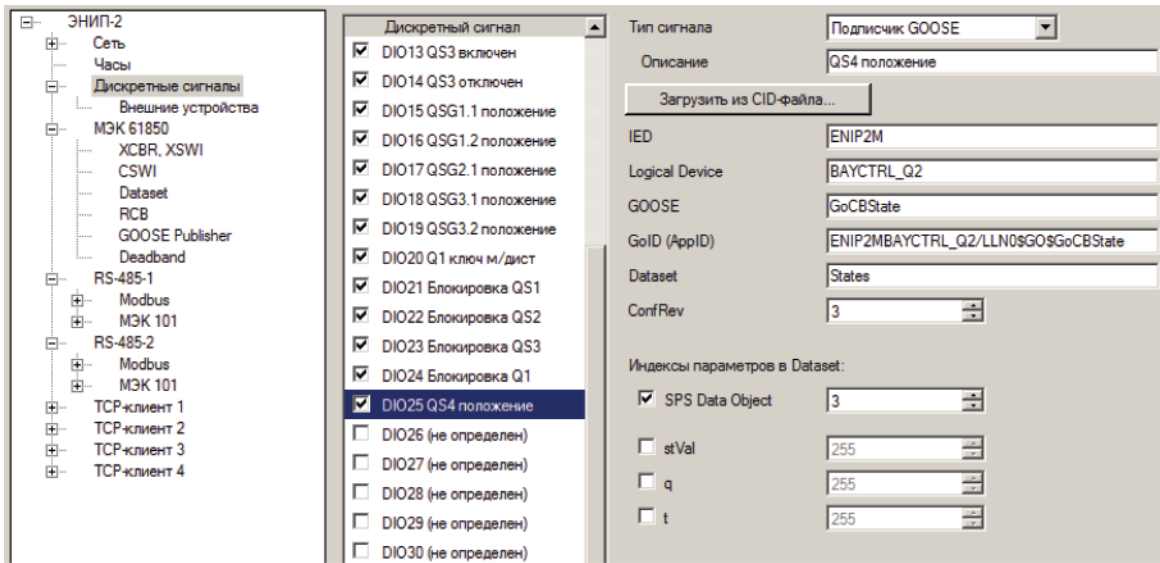 ЭНИП-2
Сеть
Часы
Дискретные сигналы
Внешние устройства
МЭК 61850
XCBR, XSWI
CSWI
Dataset
RCB
GOOSE Publisher
Deadband
RS-485-1
Modbus
МЭК 101
RS-485-2
Modbus
МЭК 101
TCP-клиент 1
TCP-клиент 2
TCP-клиент 3
TCP-клиент 4
Дискретный сигнал
DIO13 QS3 включен
DIO14 QS3 отключен
DIO15 QSG1.1 положение
DIO16 QSG1.2 положение
DIO17 QSG2.1 положение
DIO18 QSG3.1 положение
DIO19 QSG3.2 положение
DIO20 Q1 ключ м/дист
DIO21 Блокировка QS1
DIO22 Блокировка QS2
DIO23 Блокировка QS3
DIO24 Блокировка Q1
DIO25 QS4 положение
DIO26 (не определен)
DIO27 (не определен)
DIO28 (не определен)
DIO29 (не определен)
DIO30 (не определен)
Тип сигнала Подписчик GOOSE
Описание QS4 положение
Загрузить из CID-файла...
IED ENIP2M
Logical Device BAYCTRL_Q2
GOOSE GoCBState
GoID (AppID) ENIP2MBAYCTRL_Q2/LLN0$GO$GoCBState
Dataset States
ConfRev 3
Индексы параметров в Dataset:
SPS Data Object 3
stVal 255
q 255
t 255